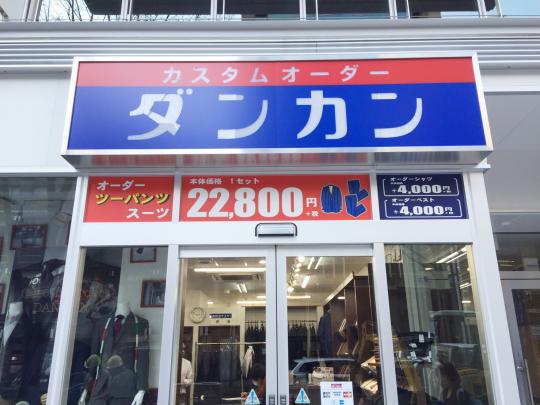 カスタムオーダー
ダンカン
オーダー
ツーパンツ
スーツ
本体価格 1セット
22,800円
+税
オーダーシャツ
+4,000円
オーダーベスト
+4,000円